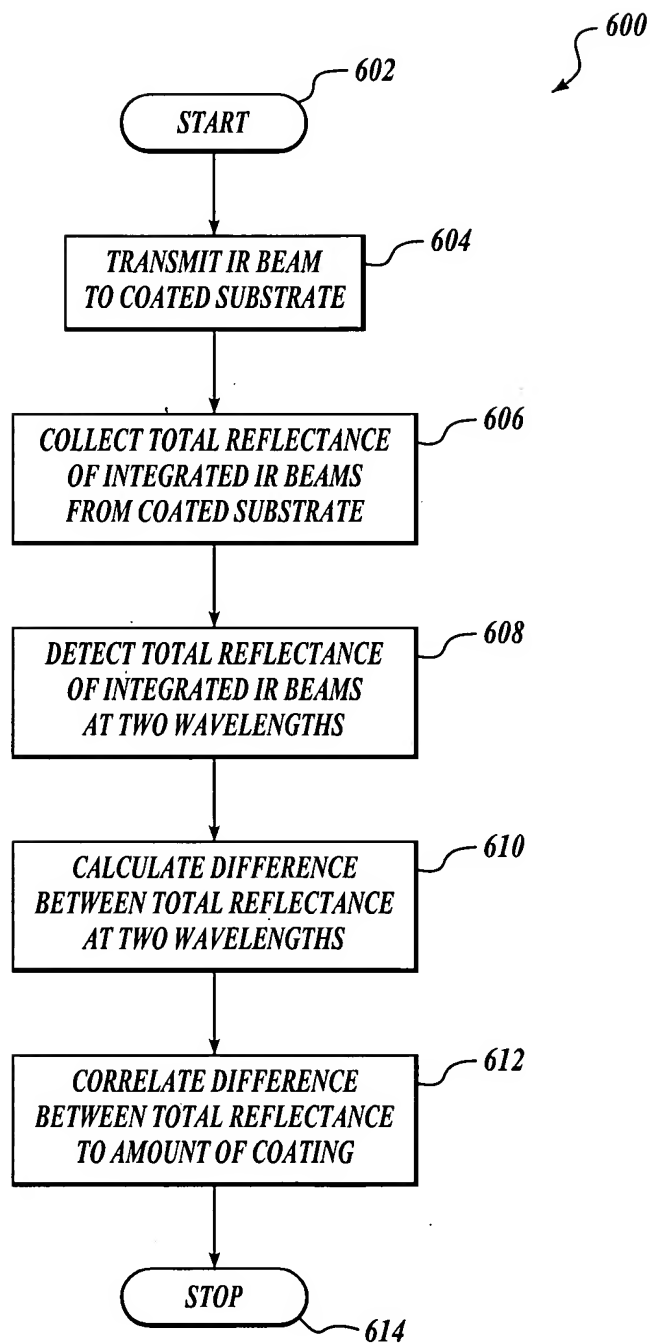 600
602
START
604
TRANSMIT IR BEAM
TO COATED SUBSTRATE
606
COLLECT TOTAL REFLECTANCE
OF INTEGRATED IR BEAMS
FROM COATED SUBSTRATE
608
DETECT TOTAL REFLECTANCE
OF INTEGRATED IR BEAMS
AT TWO WAVELENGTHS
610
CALCULATE DIFFERENCE
BETWEEN TOTAL REFLECTANCE
AT TWO WAVELENGTHS
612
CORRELATE DIFFERENCE
BETWEEN TOTAL REFLECTANCE
TO AMOUNT OF COATING
STOP
614